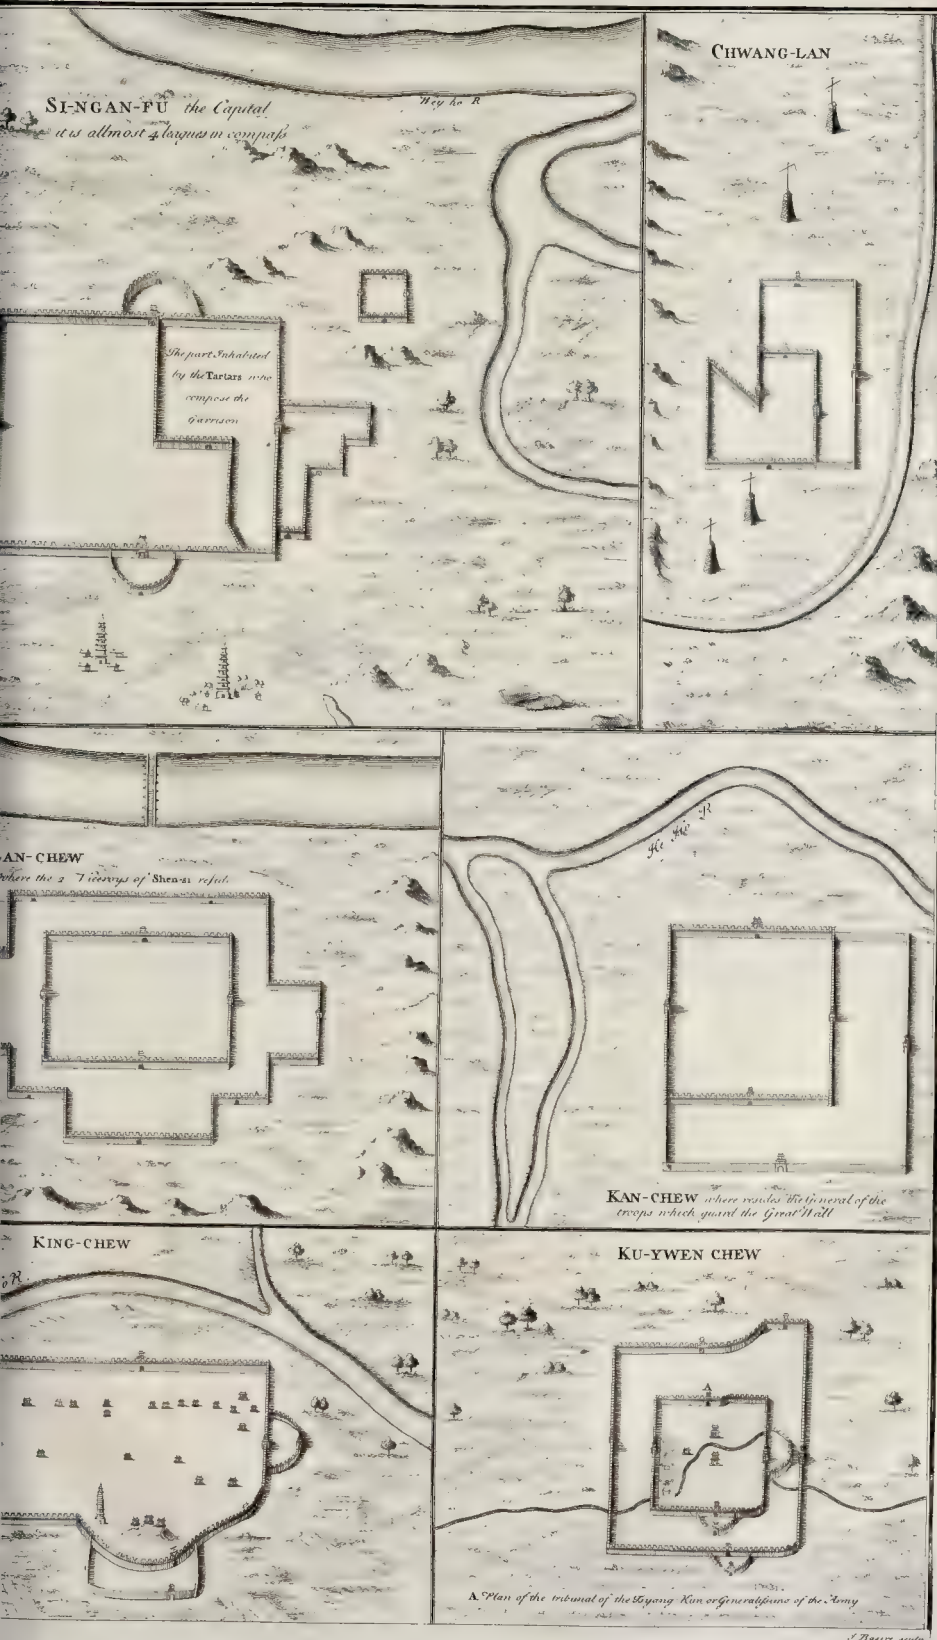 SI-NGAN-FU the Capital
it is allmost 4 leagues in compass
Hey ho R
CHWANG-LAN
The part Inhabited
by the Tartars who
compose the
Garrison
AN-CHEW
where the 2 Viceroys of Shen-si reside
He Ho R
KAN-CHEW where resides the General of the
troops which guard the Great Wall
KING-CHEW
o R.
KU-YWEN CHEW
A
A Plan of the tribunal of the Tsyang Kun or Generalissimo of the Army